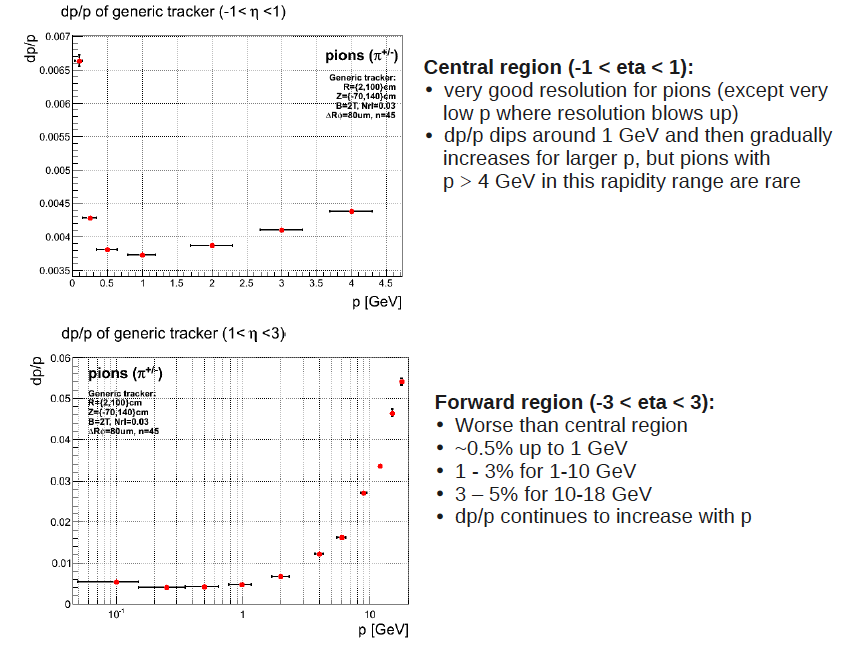 dp/p of generic tracker (-1< η <1)
dp/p
0.007
0.0065
0.006
0.0055
0.005
0.0045
0.004
0.0035
pions (π+/-)
Generic tracker:
R={2,100}cm
Z={-70,140}cm
B=2T, Nrl=0.03
ΔRφ=80um, n=45
0
0.5
1
1.5
2
2.5
3
3.5
4
4.5
p [GeV]
Central region (-1 < eta < 1):
• very good resolution for pions (except very
low p where resolution blows up)
• dp/p dips around 1 GeV and then gradually
increases for larger p, but pions with
p > 4 GeV in this rapidity range are rare
dp/p of generic tracker (1< η <3)
dp/p
0.06
0.05
0.04
0.03
0.02
0.01
0
pions (π+/-)
Generic tracker:
R={2,100}cm
Z={-70,140}cm
B=2T, Nrl=0.03
ΔRφ=80um, n=45
10-1
1
10
p [GeV]
Forward region (-3 < eta < 3):
• Worse than central region
• ~0.5% up to 1 GeV
• 1 - 3% for 1-10 GeV
• 3 – 5% for 10-18 GeV
• dp/p continues to increase with p